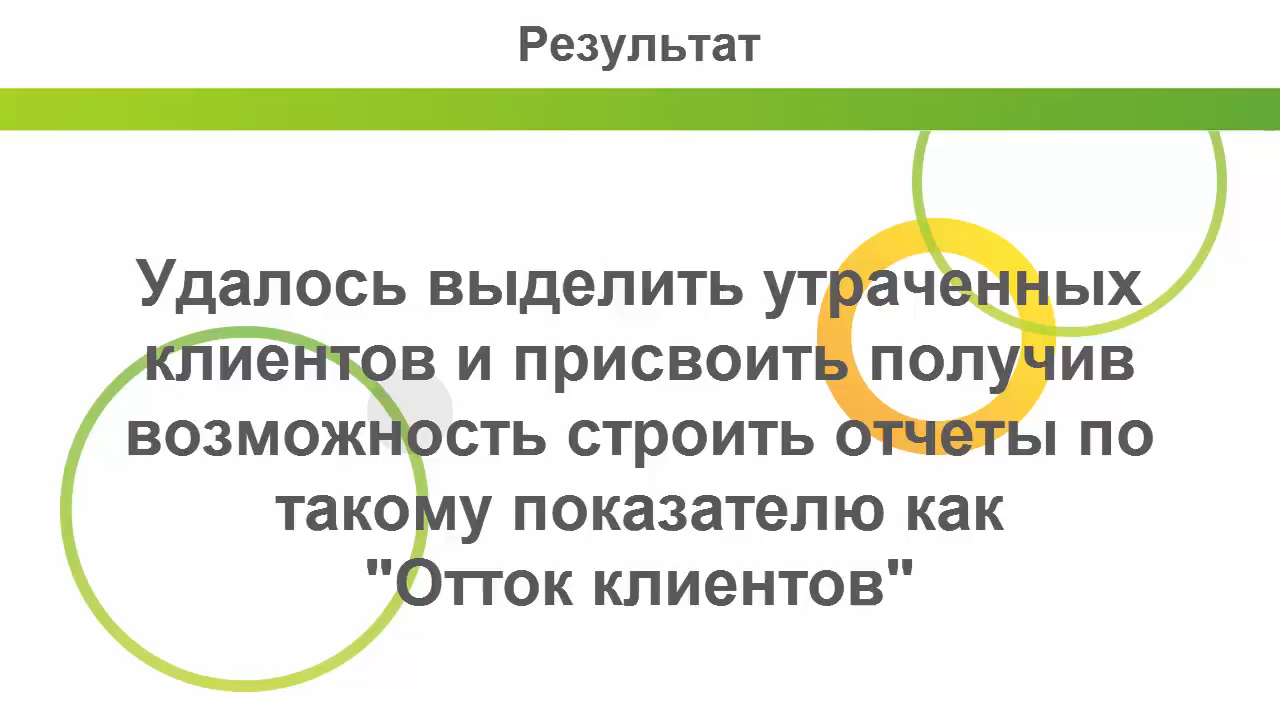 Результат
Удалось выделить утраченных
клиентов и присвоить получив
возможность строить отчеты по
такому показателю как
"Отток клиентов"